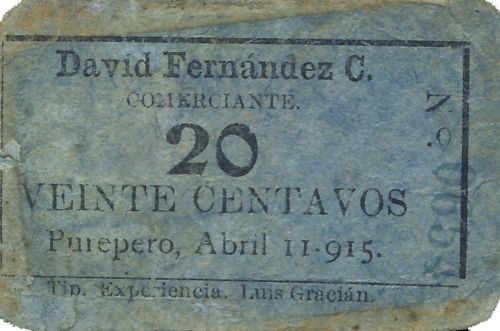 David Fernández C.
COMERCIANTE.
20
VEINTE CENTAVOS
Purepero, Abril 11-915.
Tip. Experiencia. Luis Gracián.
No.